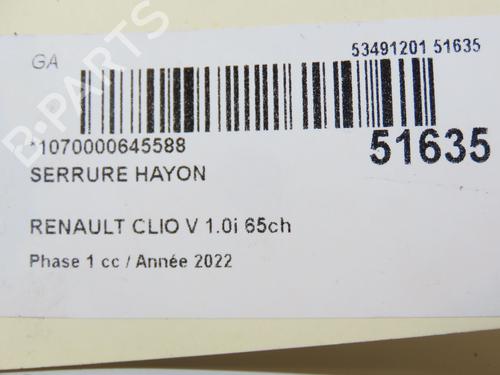 GA
53491201 51635
*1070000645588
51635
SERRURE HAYON
RENAULT CLIO V 1.0i 65ch
Phase 1 cc / Année 2022
B-PARTS